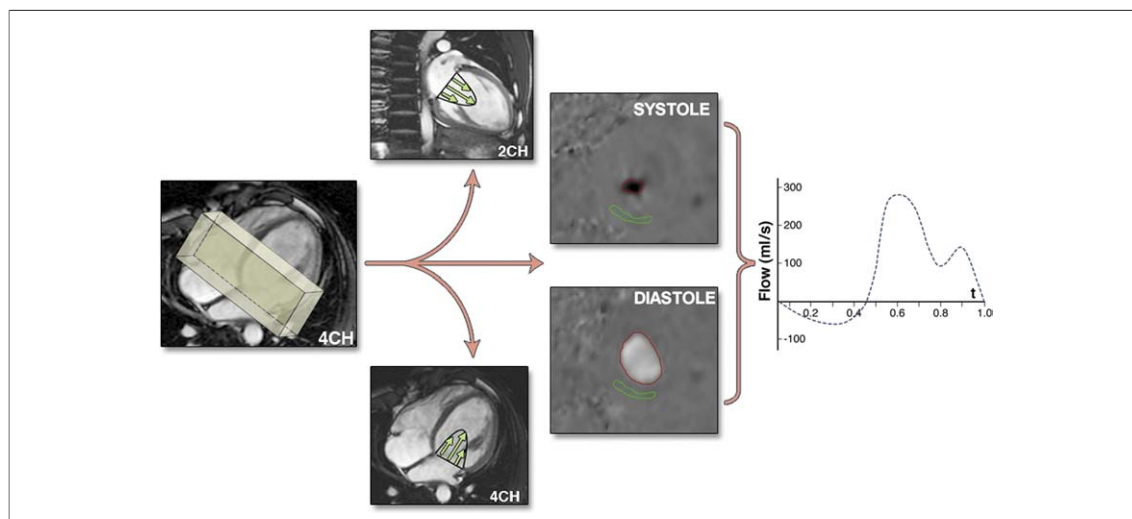 2CH
SYSTOLE
4CH
DIASTOLE
4CH
Flow (ml/s)
300
200
100
-100
0.2
0.4
0.6
0.8
1.0
t